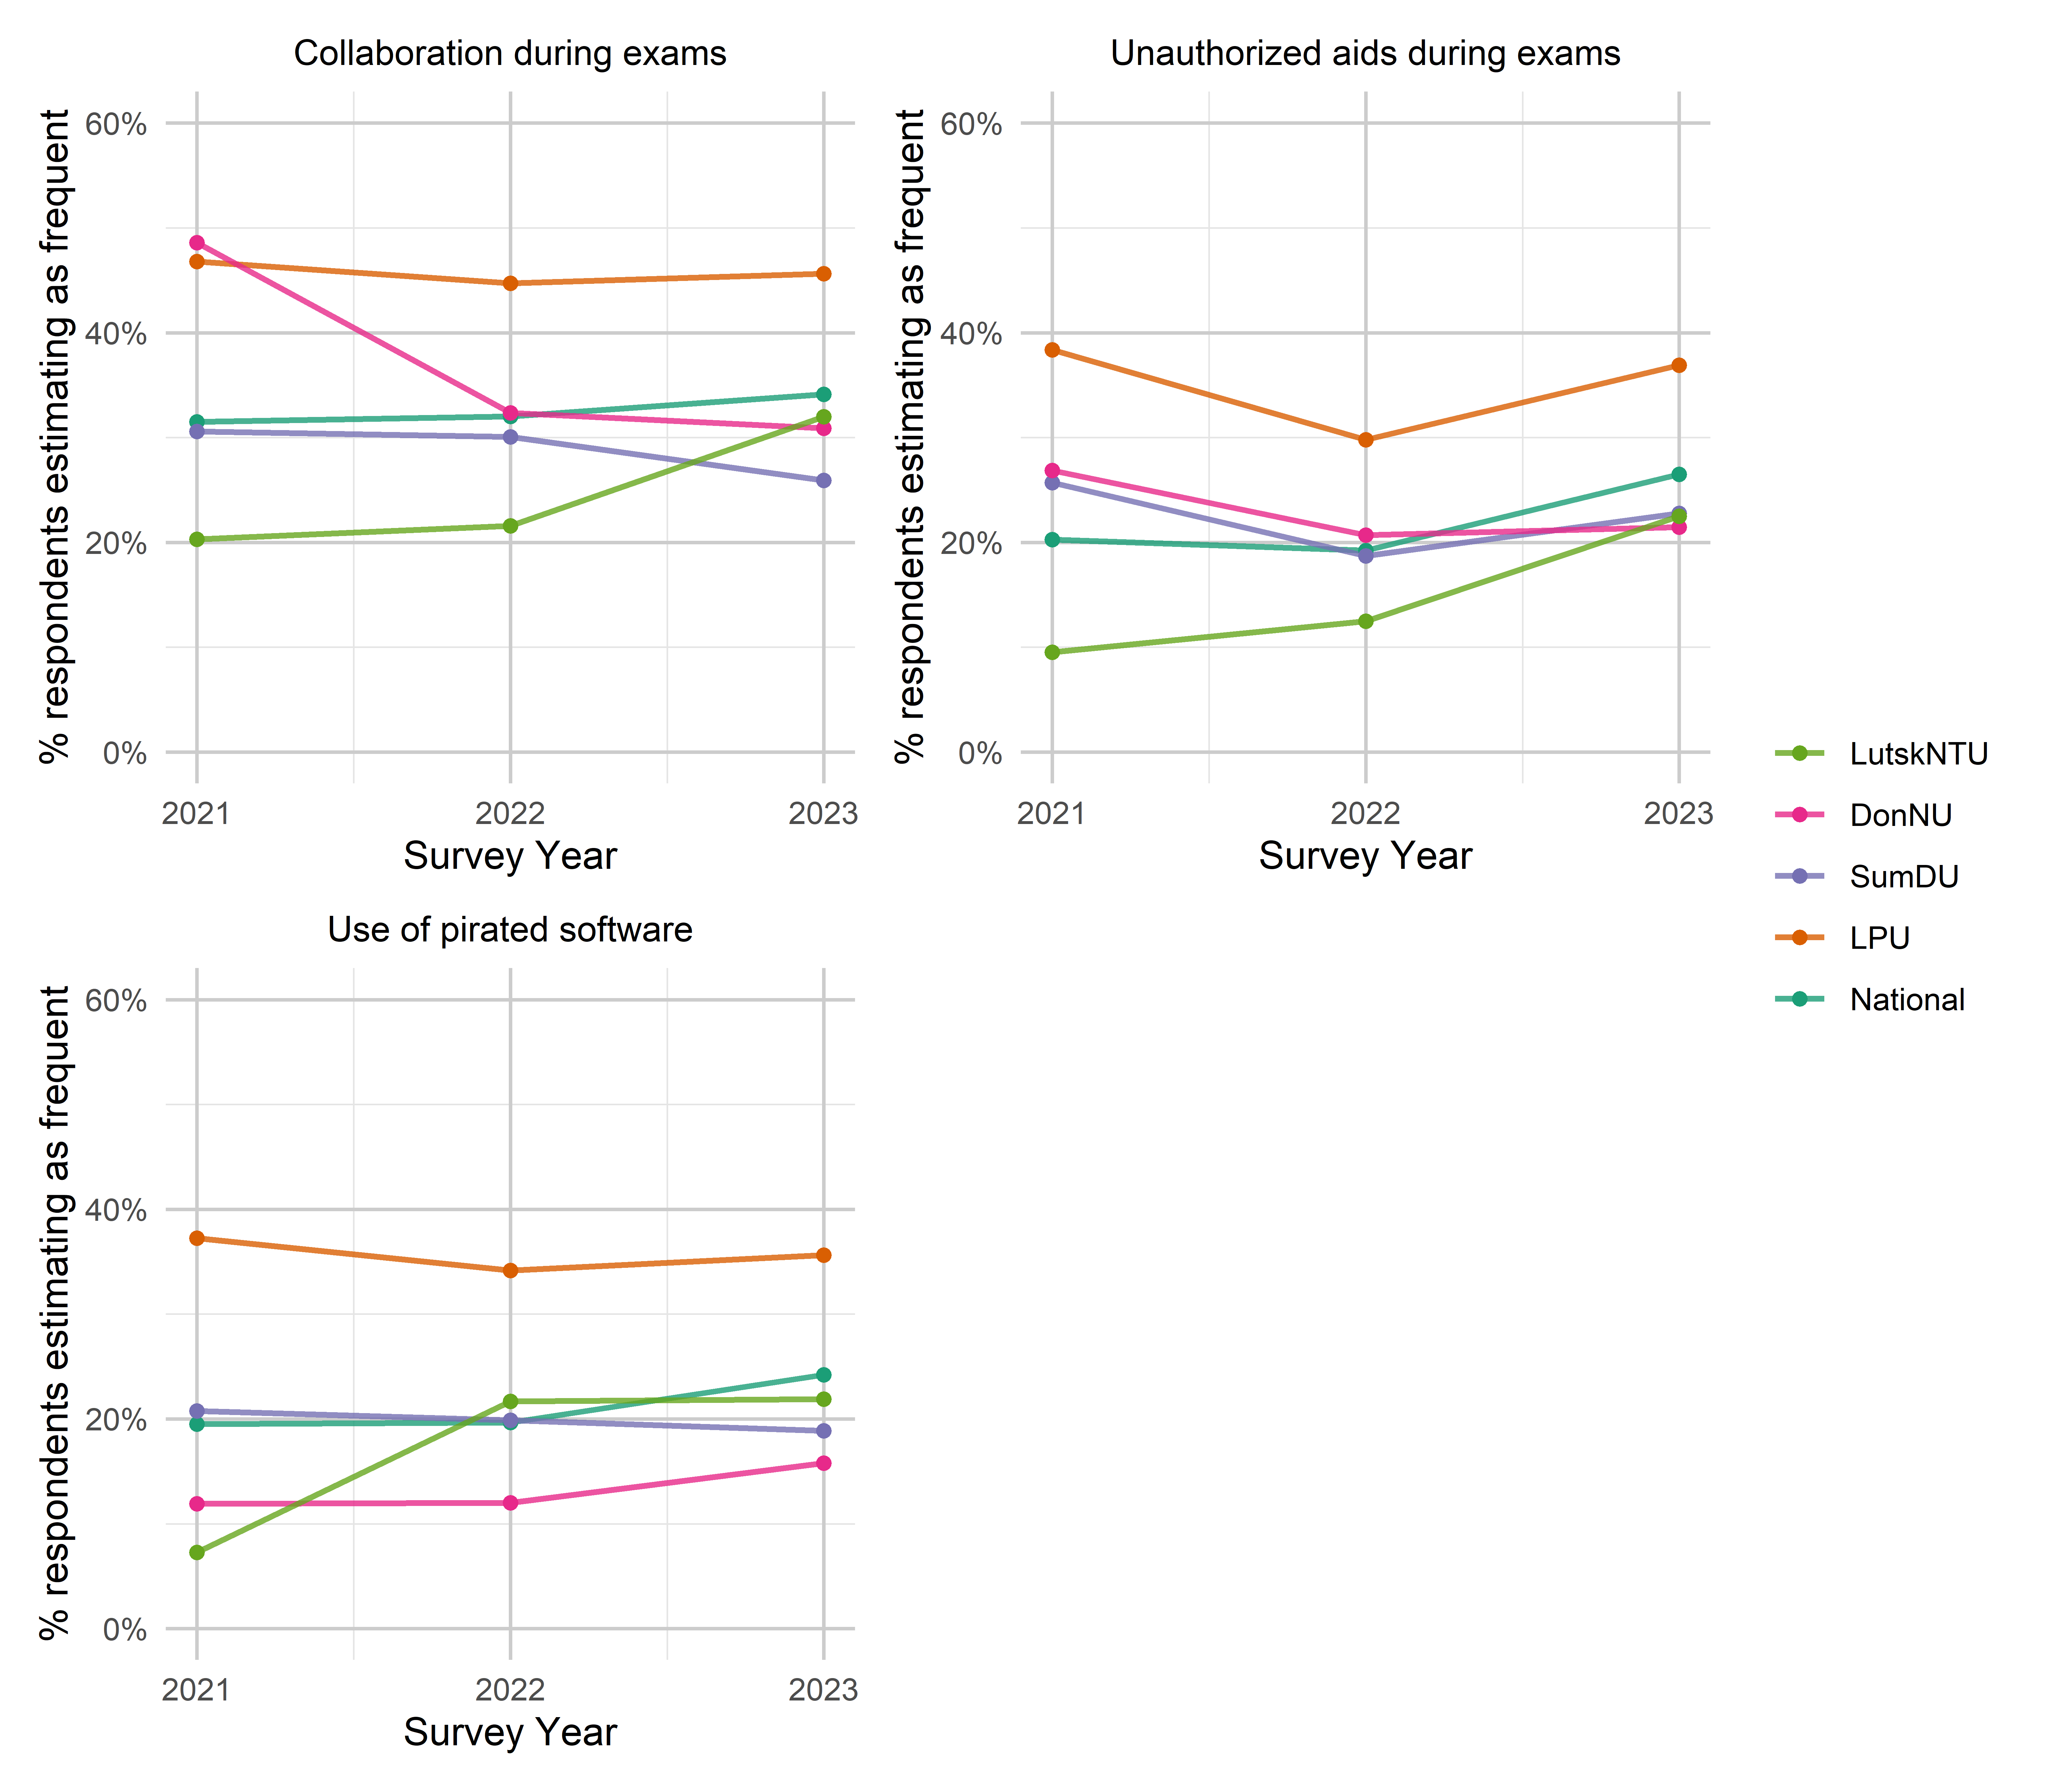 Collaboration during exams
% respondents estimating as frequent
60%
40%
20%
0%
2021 2022 2023
Survey Year
Unauthorized aids during exams
% respondents estimating as frequent
60%
40%
20%
0%
2021 2022 2023
Survey Year
Use of pirated software
% respondents estimating as frequent
60%
40%
20%
0%
2021 2022 2023
Survey Year
LutskNTU
DonNU
SumDU
LPU
National